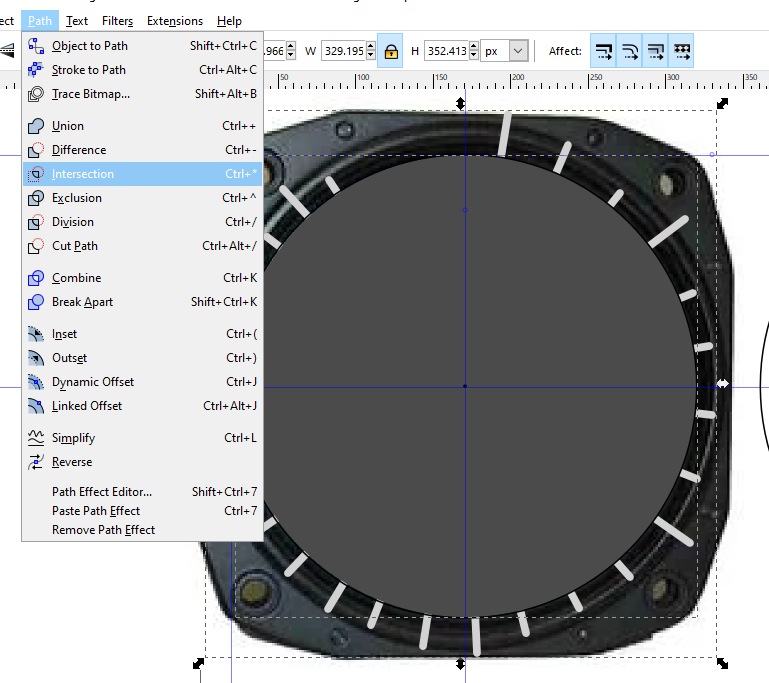 ect Path Text Filters Extensions Help
.966 W 329.195 H 352.413 px Affect:
50 100 150 200 250 300 350
Object to Path Shift+Ctrl+C
Stroke to Path Ctrl+Alt+C
Trace Bitmap... Shift+Alt+B
Union Ctrl++
Difference Ctrl+-
Intersection Ctrl+*
Exclusion Ctrl+^
Division Ctrl+/
Cut Path Ctrl+Alt+/
Combine Ctrl+K
Break Apart Shift+Ctrl+K
Inset Ctrl+(
Outset Ctrl+)
Dynamic Offset Ctrl+J
Linked Offset Ctrl+Alt+J
Simplify Ctrl+L
Reverse
Path Effect Editor... Shift+Ctrl+7
Paste Path Effect Ctrl+7
Remove Path Effect